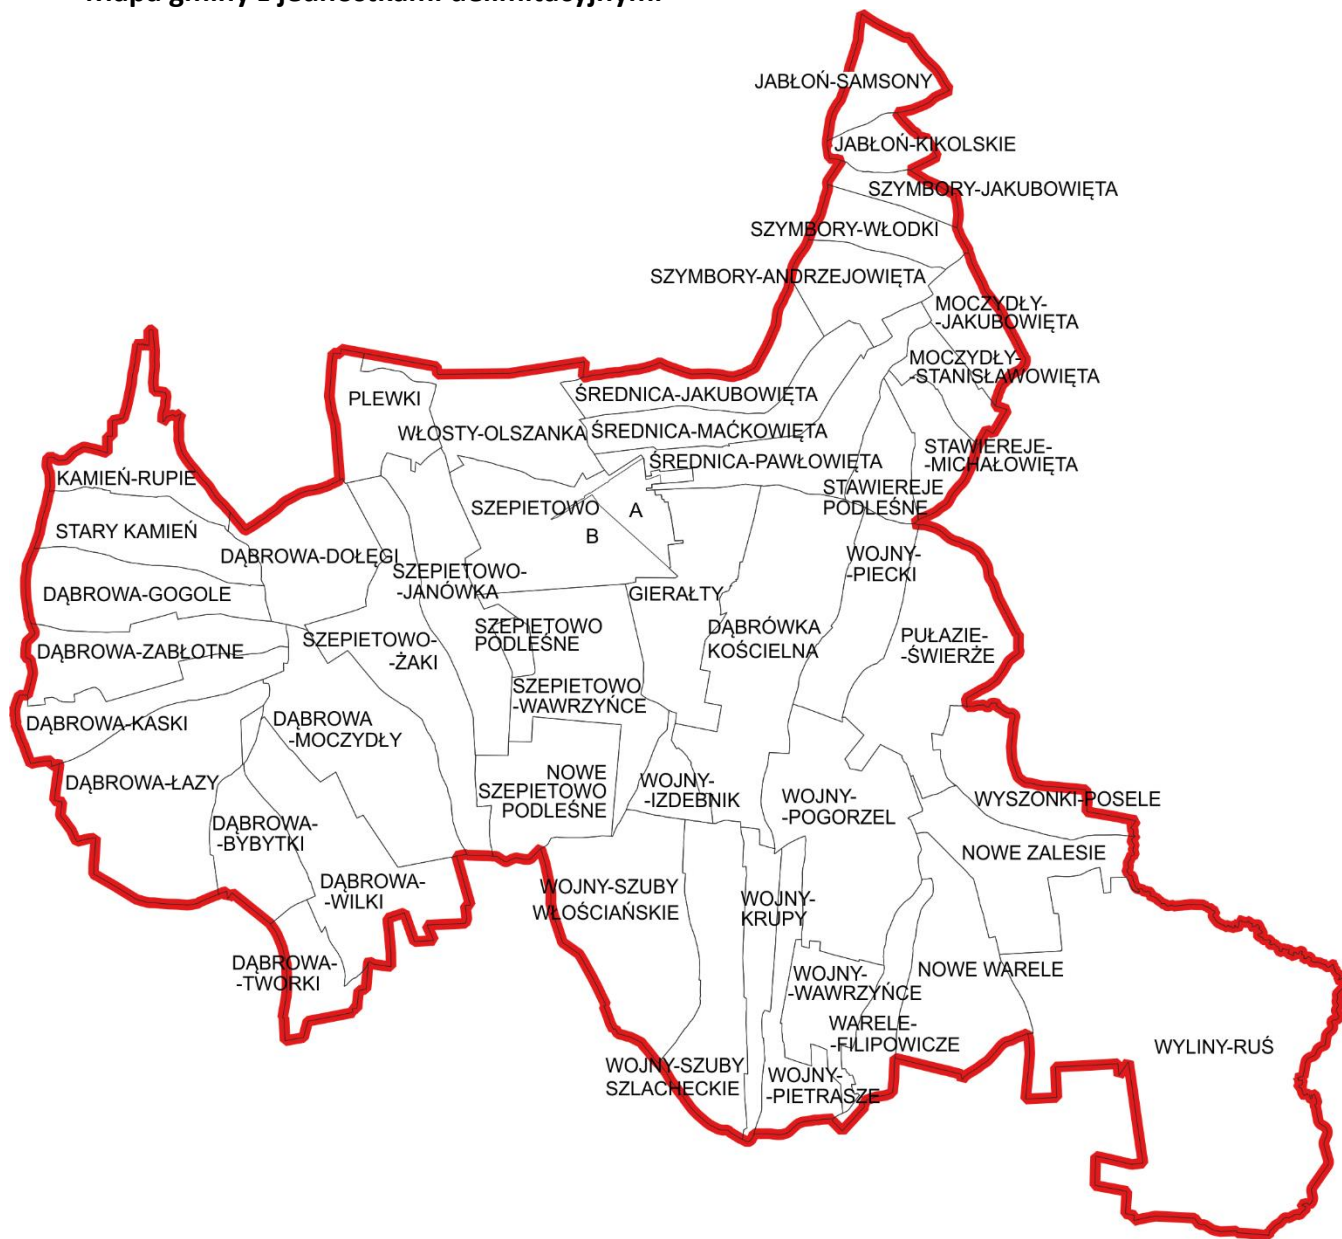 Mapa gminy z jednostkami delimitacyjnymi
JABŁOŃ-SAMSONY
JABŁOŃ-KIKOLSKIE
SZYMBORY-JAKUBOWIĘTA
SZYMBORY-WŁODKI
SZYMBORY-ANDRZEJOWIĘTA
MOCZYDŁY-
-JAKUBOWIĘTA
MOCZYDŁY-
-STANISŁAWOWIĘTA
PLEWKI
ŚREDNICA-JAKUBOWIĘTA
WŁOSTY-OLSZANKA
ŚREDNICA-MAĆKOWIĘTA
STAWIEREJE-
-MICHAŁOWIĘTA
ŚREDNICA-PAWŁOWIĘTA
KAMIEŃ-RUPIE
STAWIEREJE
PODLEŚNE
SZEPIETOWO
A
B
STARY KAMIEŃ
DĄBROWA-DOŁĘGI
WOJNY-
-PIECKI
SZEPIETOWO-
-JANÓWKA
DĄBROWA-GOGOLE
GIERAŁTY
SZEPIETOWO
PODLEŚNE
DĄBRÓWKA
KOŚCIELNA
PUŁAZIE-
-ŚWIERŻE
SZEPIETOWO-
-ŻAKI
DĄBROWA-ZABŁOTNE
SZEPIETOWO
-WAWRZYŃCE
DĄBROWA-KASKI
DĄBROWA
-MOCZYDŁY
DĄBROWA-ŁAZY
NOWE
SZEPIETOWO
PODLEŚNE
WOJNY-
-IZDEBNIK
WOJNY-
-POGORZEL
WYSZONKI-POSELE
DĄBROWA-
-BYBYTKI
NOWE ZALESIE
DĄBROWA-
-WILKI
WOJNY-SZUBY
WŁOŚCIAŃSKIE
WOJNY-
KRUPY
DĄBROWA-
-TWORKI
WOJNY-
-WAWRZYŃCE
NOWE WARELE
WARELE-
-FILIPOWICZE
WYLINY-RUŚ
WOJNY-SZUBY
SZLACHECKIE
WOJNY-
-PIETRASZE